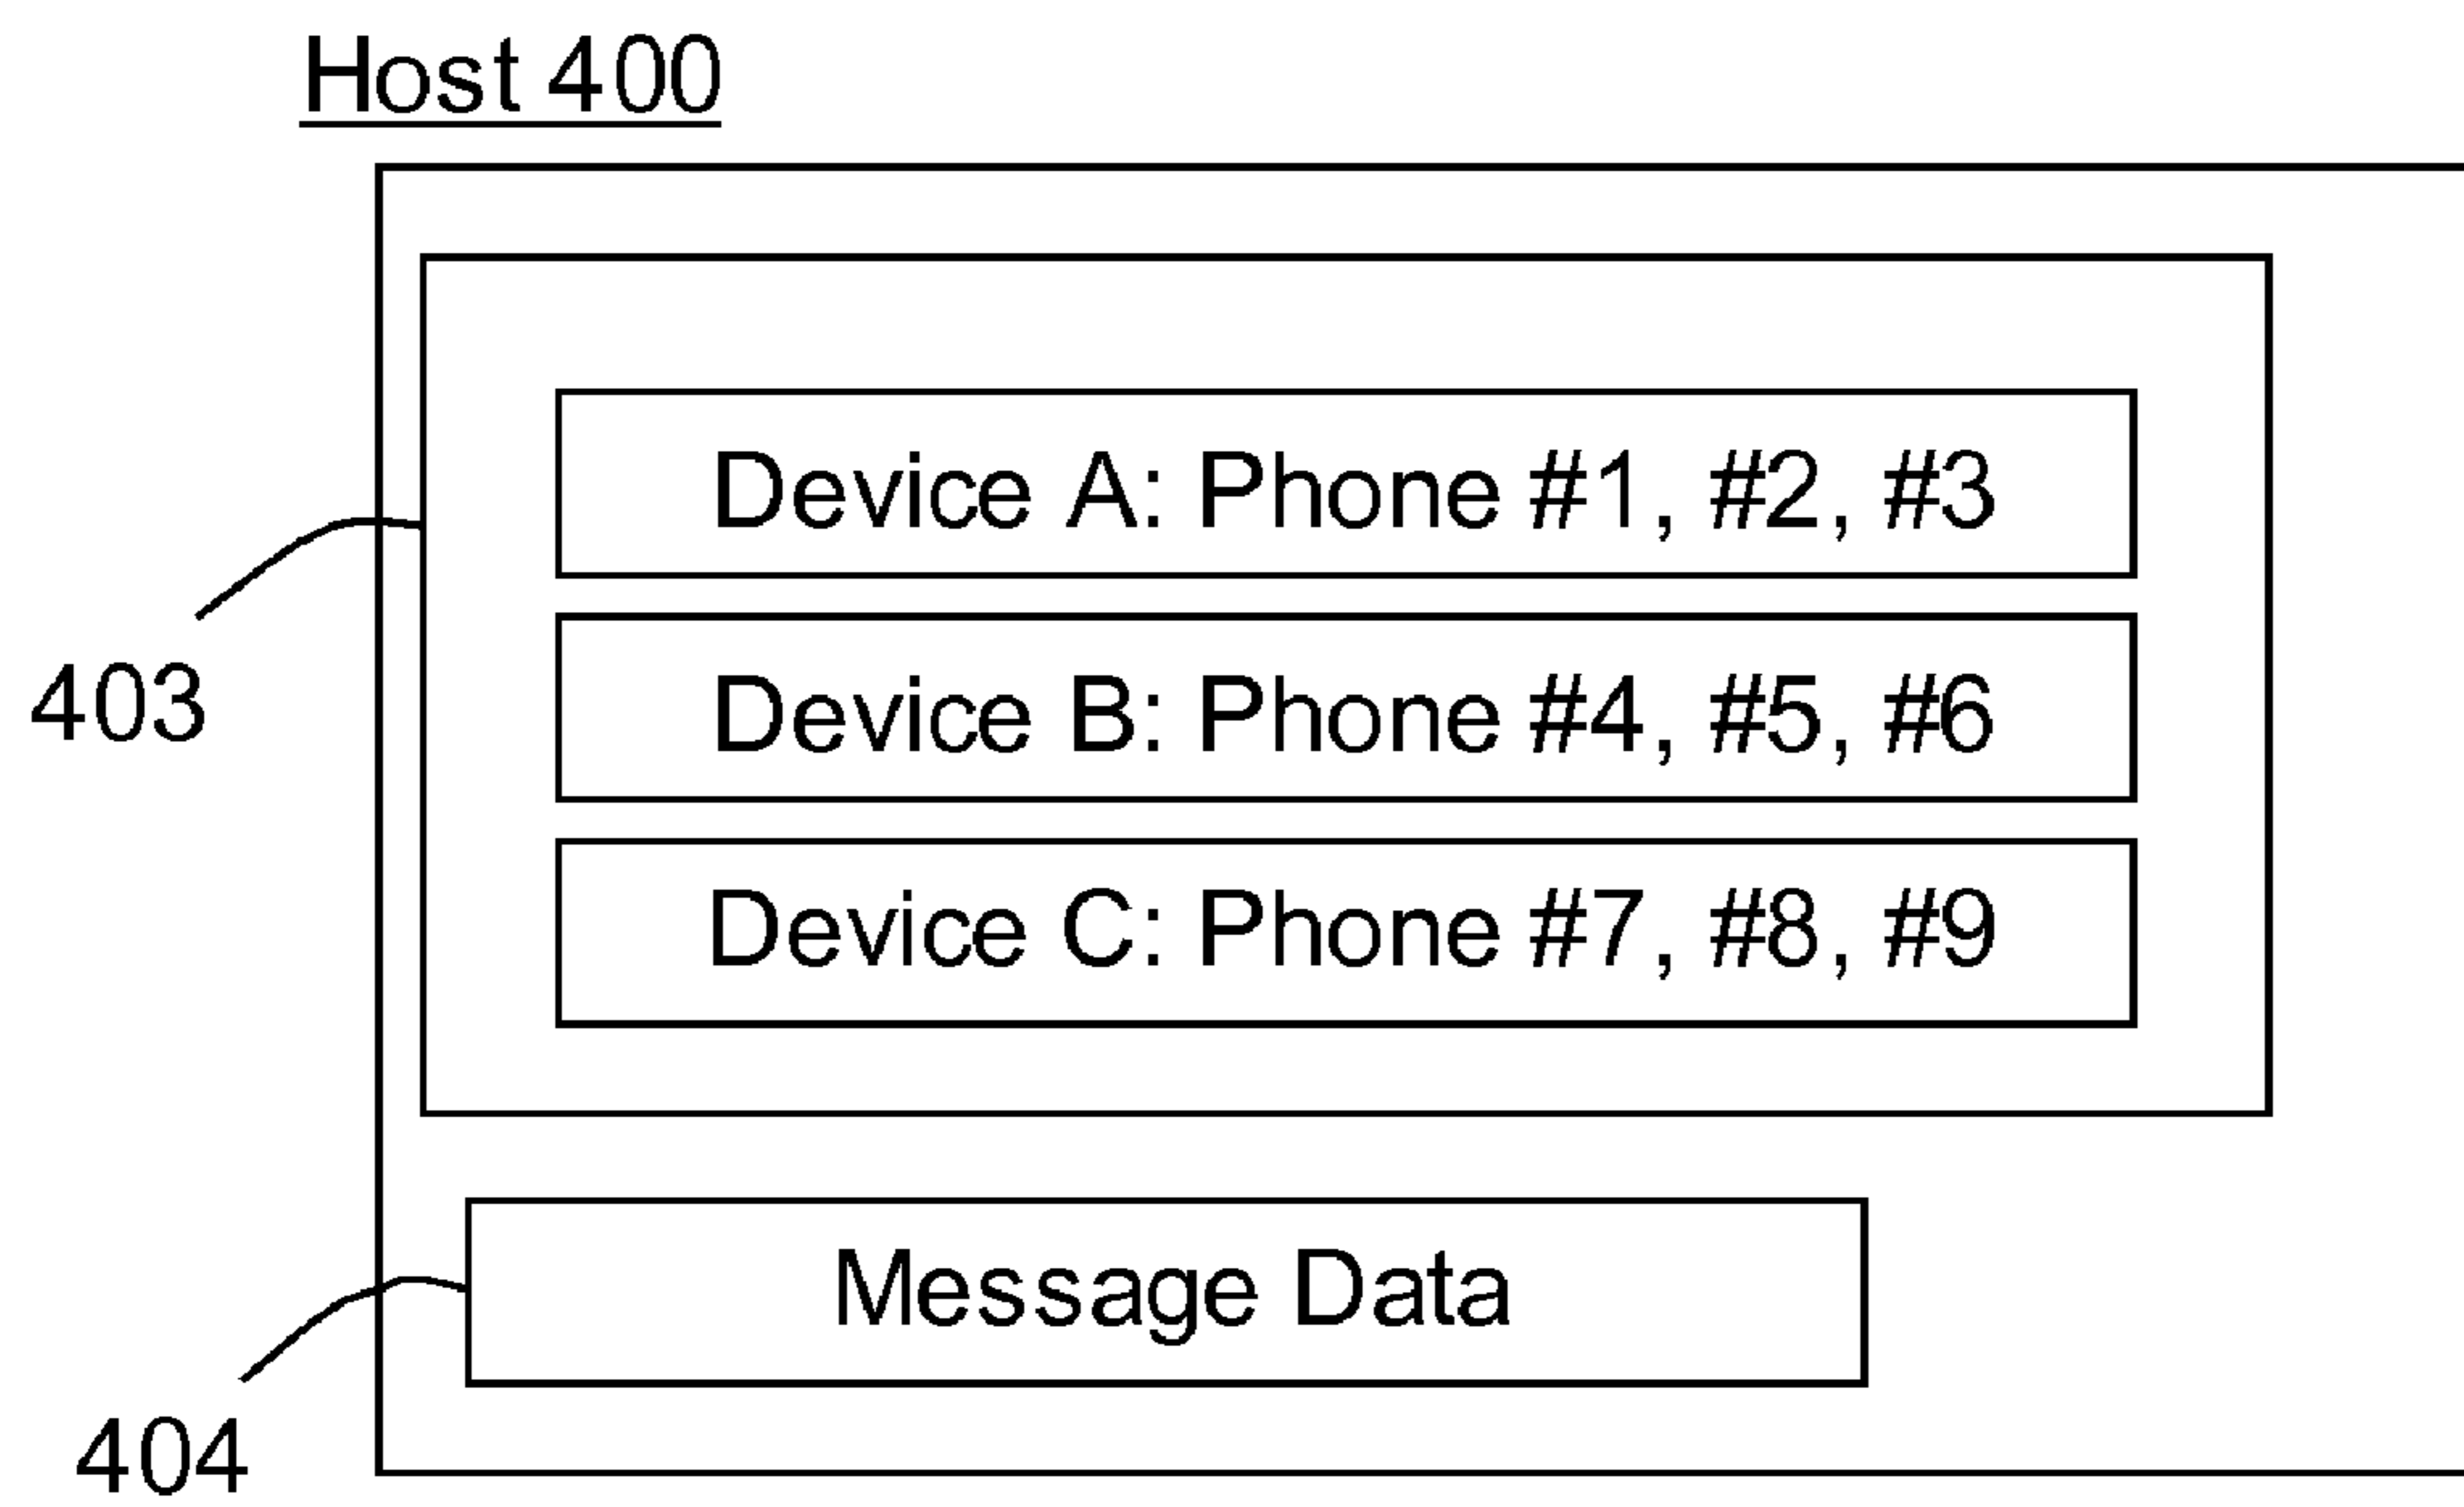 Host 400
Device A: Phone #1, #2, #3
403
Device B: Phone #4, #5, #6
Device C: Phone #7, #8, #9
Message Data
404